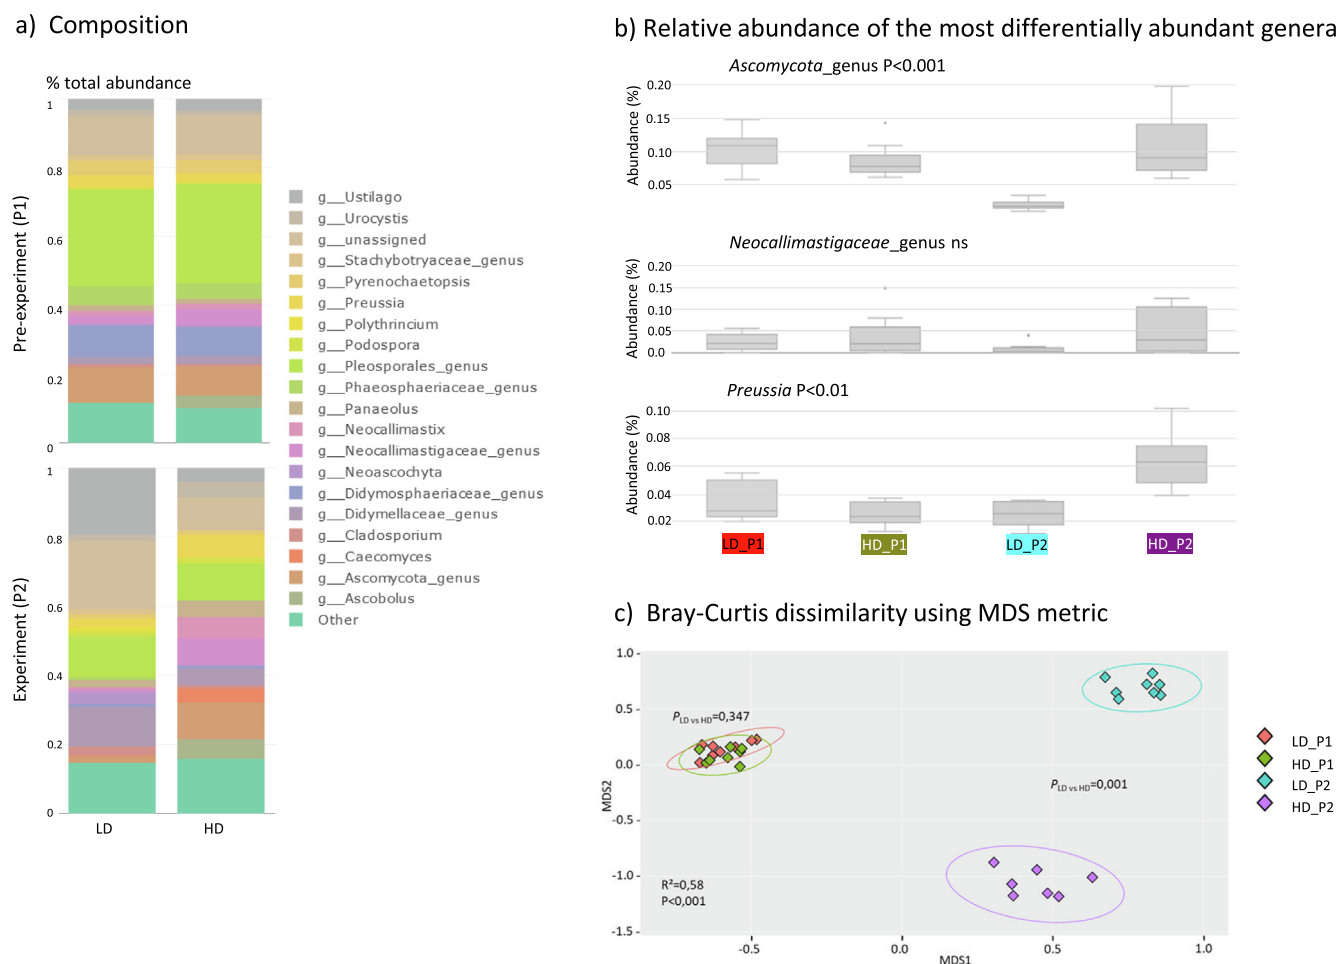 a)  Composition
% total abundance
1
0.8
0.6
0.4
0.2
0
Pre-experiment (P1)
1
0.8
0.6
0.4
0.2
0
Experiment (P2)
LD
HD
g__Ustilago
g__Urocystis
g__unassigned
g__Stachybotryaceae_genus
g__Pyrenochaetopsis
g__Preussia
g__Polythrincium
g__Podospora
g__Pleosporales_genus
g__Phaeosphaeriaceae_genus
g__Panaeolus
g__Neocallimastix
g__Neocallimastigaceae_genus
g__Neoascochyta
g__Didymosphaeriaceae_genus
g__Didymellaceae_genus
g__Cladosporium
g__Caecomyces
g__Ascomycota_genus
g__Ascobolus
Other
b) Relative abundance of the most differentially abundant genera
Ascomycota_genus P<0.001
Abundance (%)
0.20
0.15
0.10
0.05
Neocallimastigaceae_genus ns
Abundance (%)
0.20
0.15
0.10
0.05
0.0
Preussia P<0.01
Abundance (%)
0.10
0.08
0.06
0.04
0.02
LD_P1
HD_P1
LD_P2
HD_P2
c)  Bray-Curtis dissimilarity using MDS metric
MDS2
1.0
0.5
0.0
-0.5
-1.0
-1.5
PLD vs HD=0,347
PLD vs HD=0,001
R²=0,58
P<0,001
-0.5
0.0
0.5
1.0
MDS1
LD_P1
HD_P1
LD_P2
HD_P2